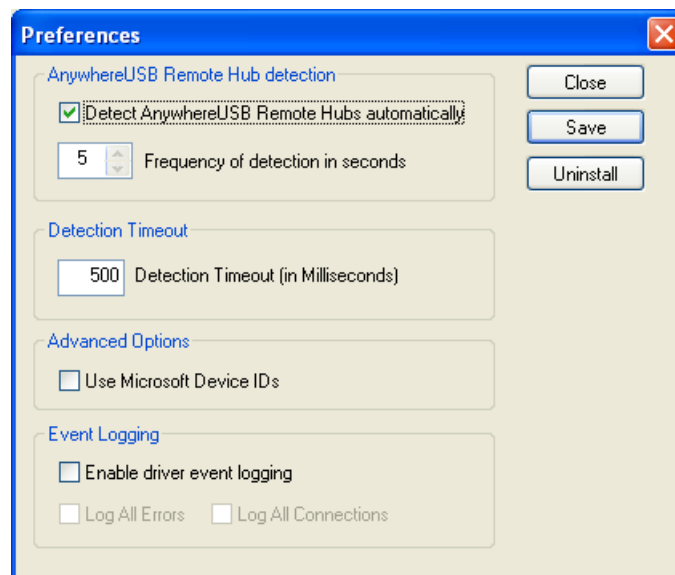 Preferences
AnywhereUSB Remote Hub detection
Close
Detect AnywhereUSB Remote Hubs automatically
Save
5 Frequency of detection in seconds
Uninstall
Detection Timeout
500 Detection Timeout (in Milliseconds)
Advanced Options
Use Microsoft Device IDs
Event Logging
Enable driver event logging
Log All Errors Log All Connections